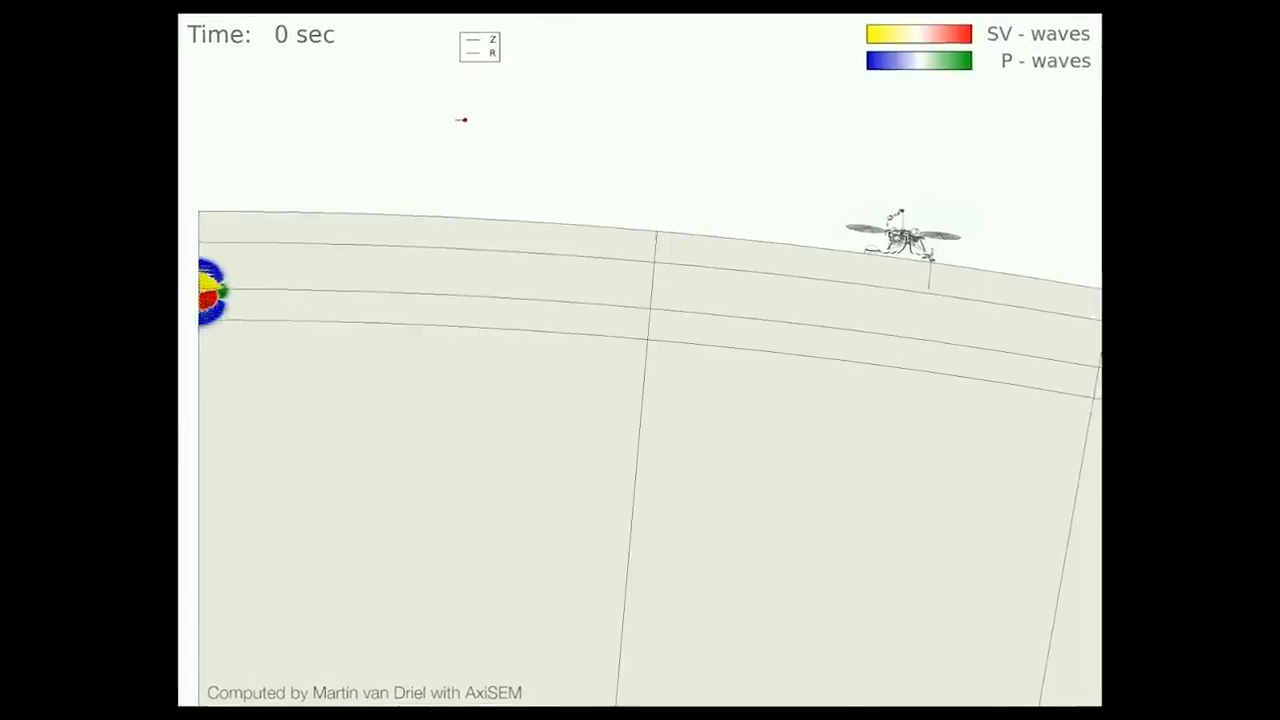 Time: 0 sec
Z
R
SV - waves
P - waves
Computed by Martin van Driel with AxiSEM